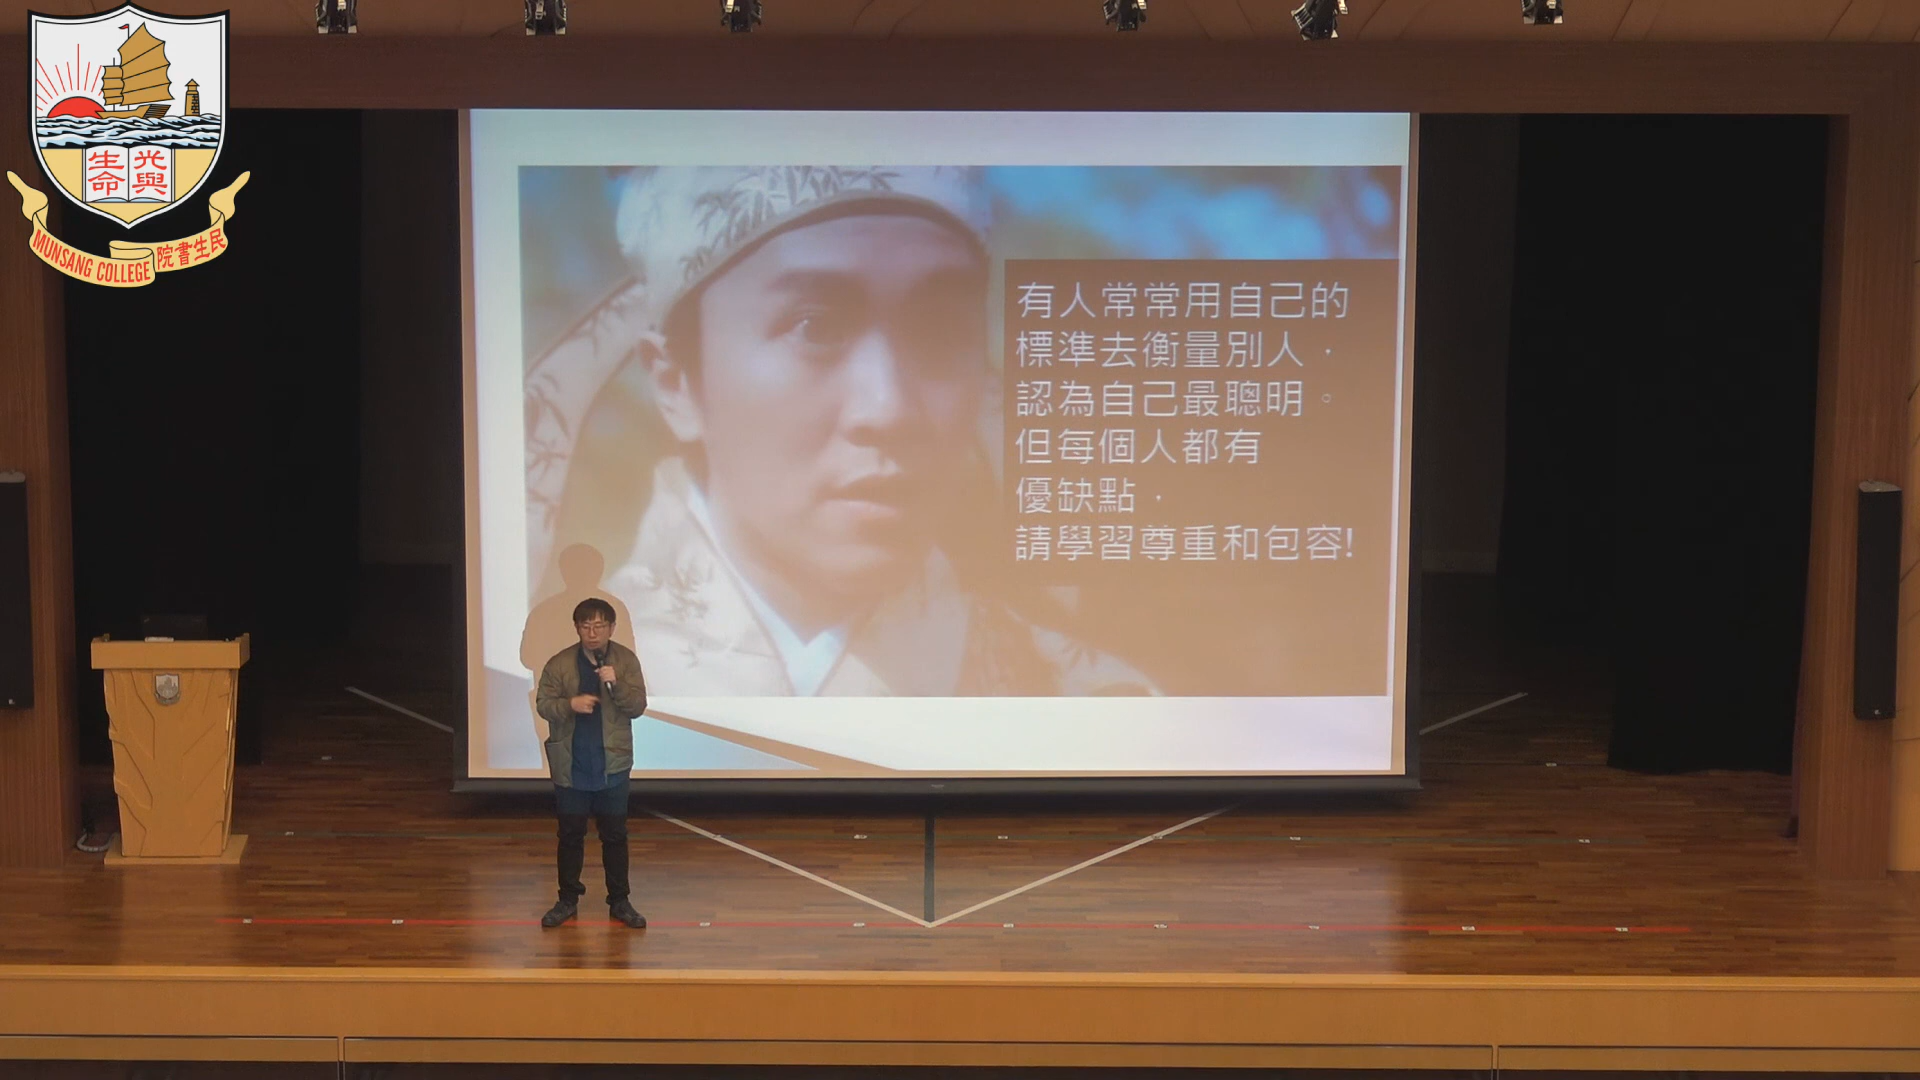 生命
光與
MUNSANG COLLEGE 院書生民
有人常常用自己的
標準去衡量別人，
認為自己最聰明。
但每個人都有
優缺點，
請學習尊重和包容!